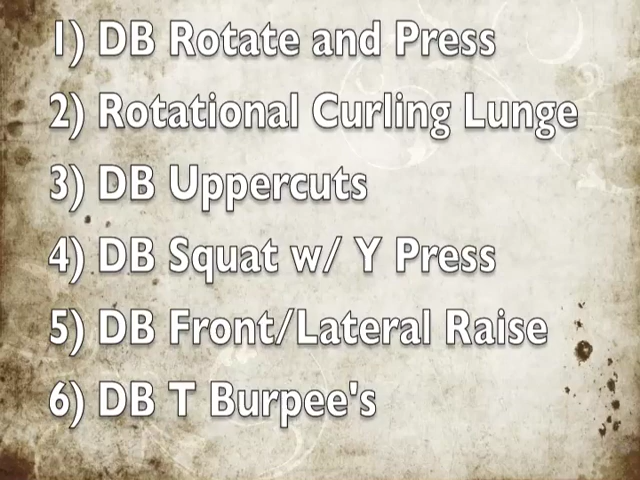 1) DB Rotate and Press
2) Rotational Curling Lunge
3) DB Uppercuts
4) DB Squat w/ Y Press
5) DB Front/Lateral Raise
6) DB T Burpee's